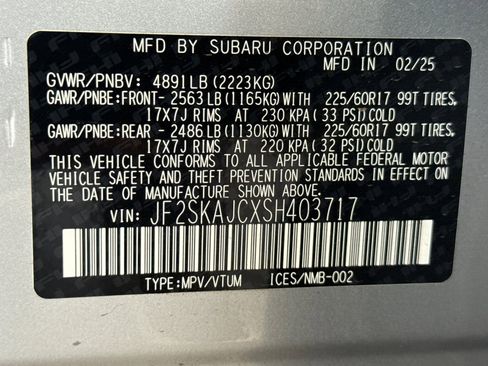 MFD BY SUBARU CORPORATION
MFD IN 02/25
GVWR/PNBV: 4891LB(2223KG)
GAWR/PNBE:FRONT- 2563LB(1165KG)WITH 225/60R17 99T TIRES,
17X7J RIMS AT 230 KPA(33 PSI)COLD
GAWR/PNBE:REAR - 2486LB(1130KG)WITH 225/60R17 99T TIRES,
17X7J RIMS AT 220 KPA(32 PSI)COLD
THIS VEHICLE CONFORMS TO ALL APPLICABLE FEDERAL MOTOR
VEHICLE SAFETY AND THEFT PREVENTION STANDARDS IN EFFECT ON
THE DATE OF MANUFACTURE SHOWN ABOVE.
VIN: JF2SKAJCXSH403717
TYPE:MPV/VTUM ICES/NMB-002